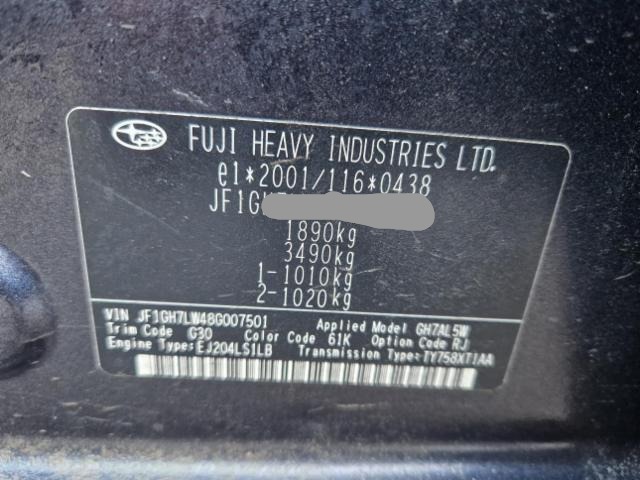 FUJI HEAVY INDUSTRIES LTD.
e1*2001/116*0438
JF1G
1890kg
3490kg
1-1010kg
2-1020kg
VIN JF1GH7LW48G007501 Applied Model GH7AL5W
Trim Code G30 Color Code 61K Option Code RJ
Engine Type: EJ204LS1LB Transmission Type: TY758XT1AA